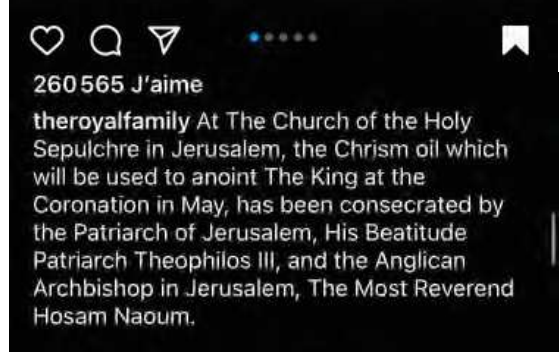 260 565 J'aime
theroyalfamily At The Church of the Holy
Sepulchre in Jerusalem, the Chrism oil which
will be used to anoint The King at the
Coronation in May, has been consecrated by
the Patriarch of Jerusalem, His Beatitude
Patriarch Theophilos III, and the Anglican
Archbishop in Jerusalem, The Most Reverend
Hosam Naoum.